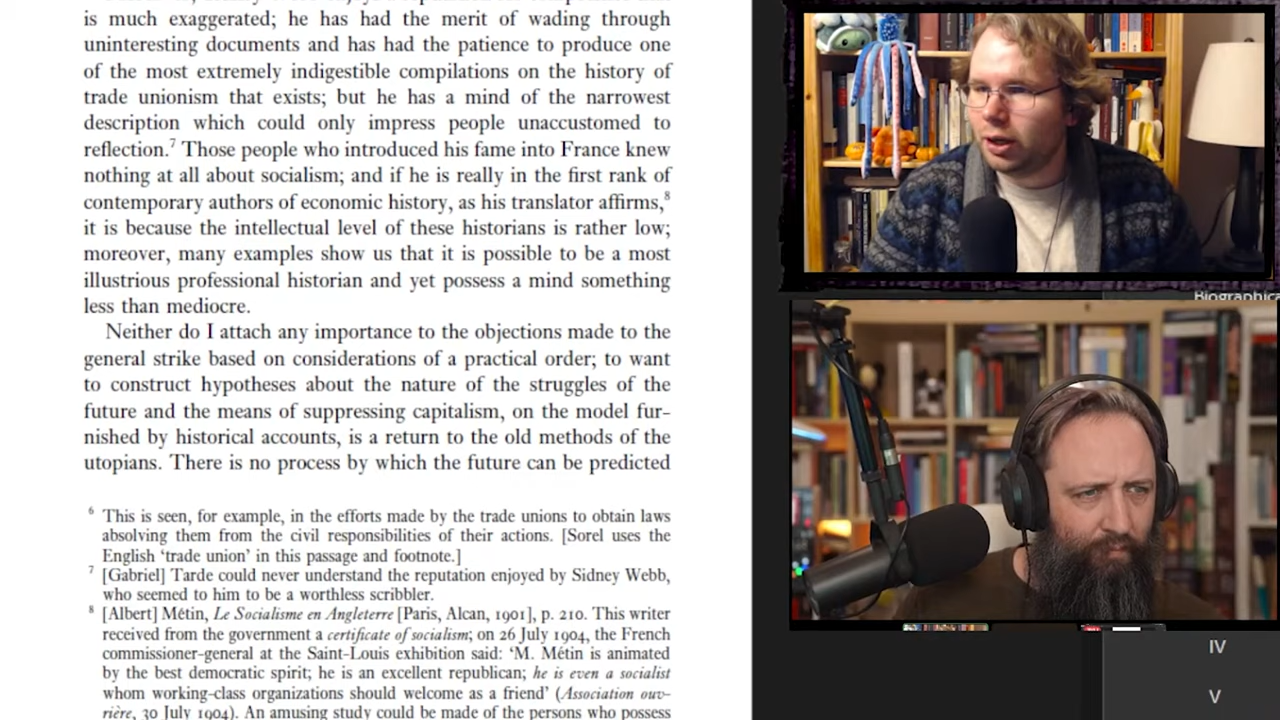 is much exaggerated; he has had the merit of wading through
uninteresting documents and has had the patience to produce one
of the most extremely indigestible compilations on the history of
trade unionism that exists; but he has a mind of the narrowest
description which could only impress people unaccustomed to
reflection.7 Those people who introduced his fame into France knew
nothing at all about socialism; and if he is really in the first rank of
contemporary authors of economic history, as his translator affirms,8
it is because the intellectual level of these historians is rather low;
moreover, many examples show us that it is possible to be a most
illustrious professional historian and yet possess a mind something
less than mediocre.
Neither do I attach any importance to the objections made to the
general strike based on considerations of a practical order; to want
to construct hypotheses about the nature of the struggles of the
future and the means of suppressing capitalism, on the model fur-
nished by historical accounts, is a return to the old methods of the
utopians. There is no process by which the future can be predicted
6 This is seen, for example, in the efforts made by the trade unions to obtain laws
absolving them from the civil responsibilities of their actions. [Sorel uses the
English ‘trade union’ in this passage and footnote.]
7 [Gabriel] Tarde could never understand the reputation enjoyed by Sidney Webb,
who seemed to him to be a worthless scribbler.
8 [Albert] Métin, Le Socialisme en Angleterre [Paris, Alcan, 1901], p. 210. This writer
received from the government a certificate of socialism; on 26 July 1904, the French
commissioner-general at the Saint-Louis exhibition said: ‘M. Métin is animated
by the best democratic spirit; he is an excellent republican; he is even a socialist
whom working-class organizations should welcome as a friend’ (Association ouv-
rière, 30 July 1904). An amusing study could be made of the persons who possess
Biographica
IV
V